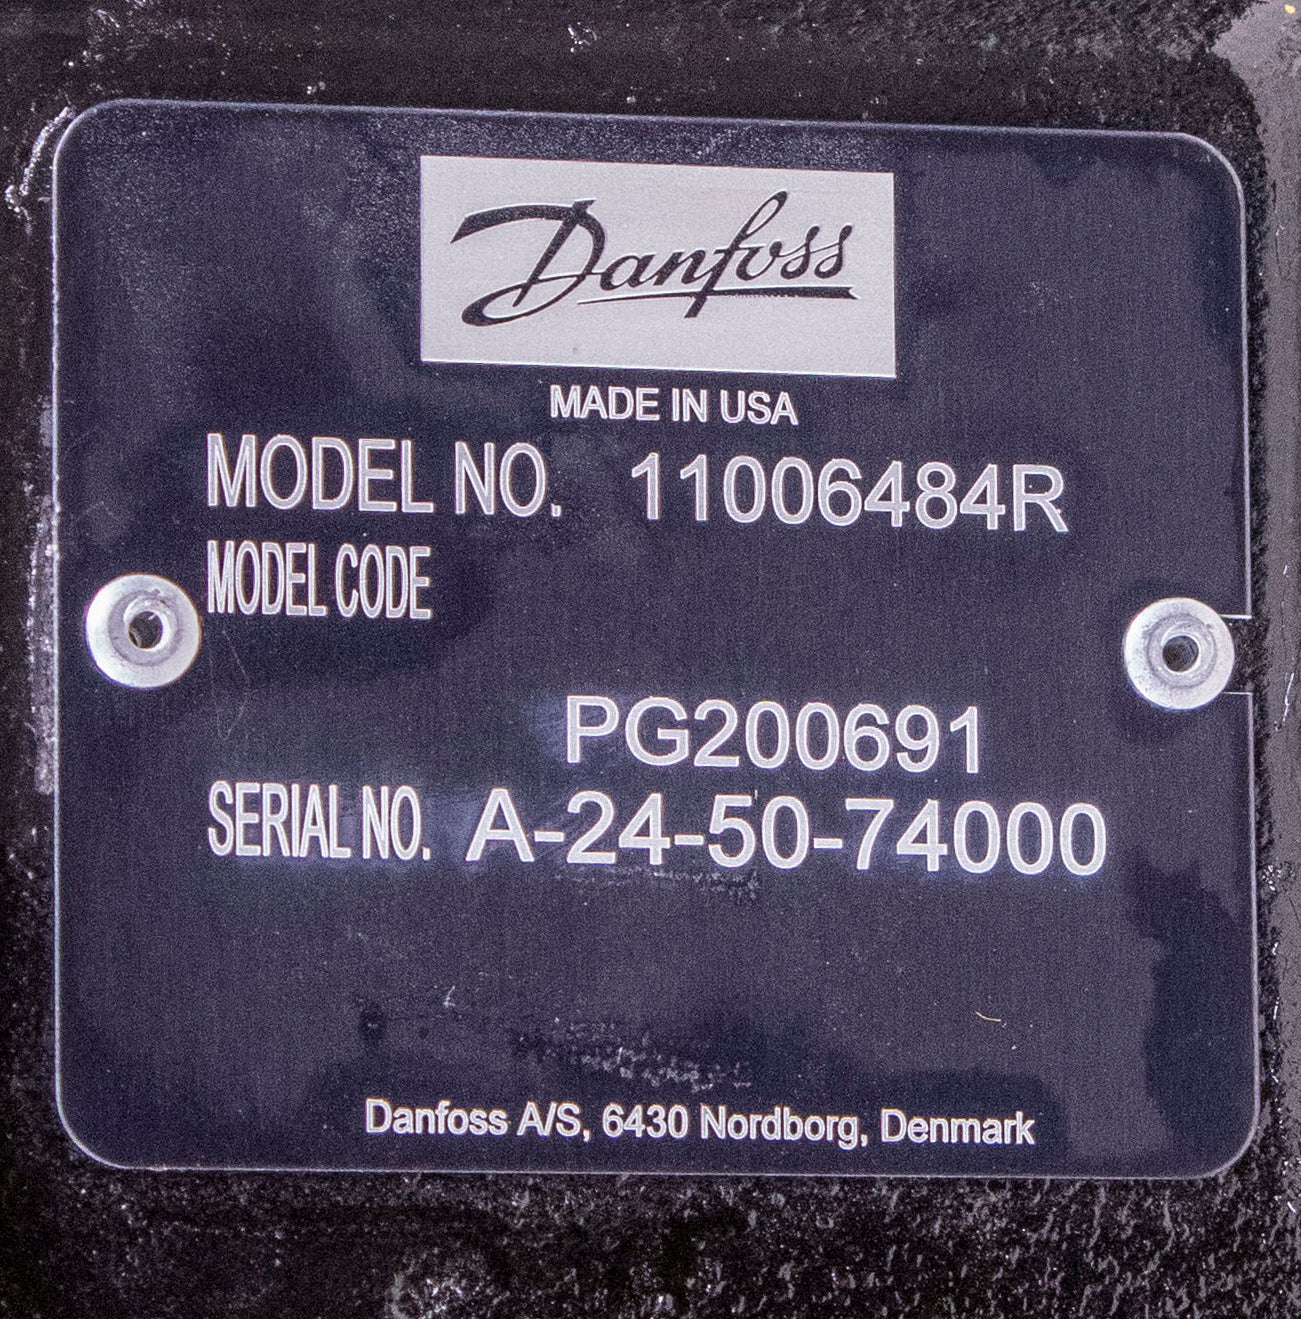 Danfoss
MADE IN USA
MODEL NO. 11006484R
MODEL CODE
PG200691
SERIAL NO. A-24-50-74000
Danfoss A/S, 6430 Nordborg, Denmark